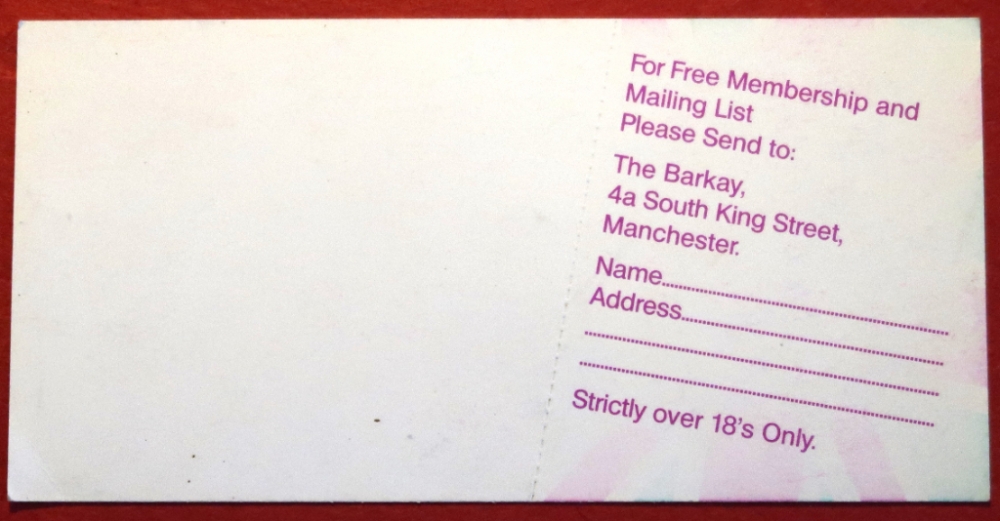 For Free Membership and
Mailing List
Please Send to:
The Barkay,
4a South King Street,
Manchester.
Name................................................
Address............................................
............................................................
............................................................
Strictly over 18's Only.